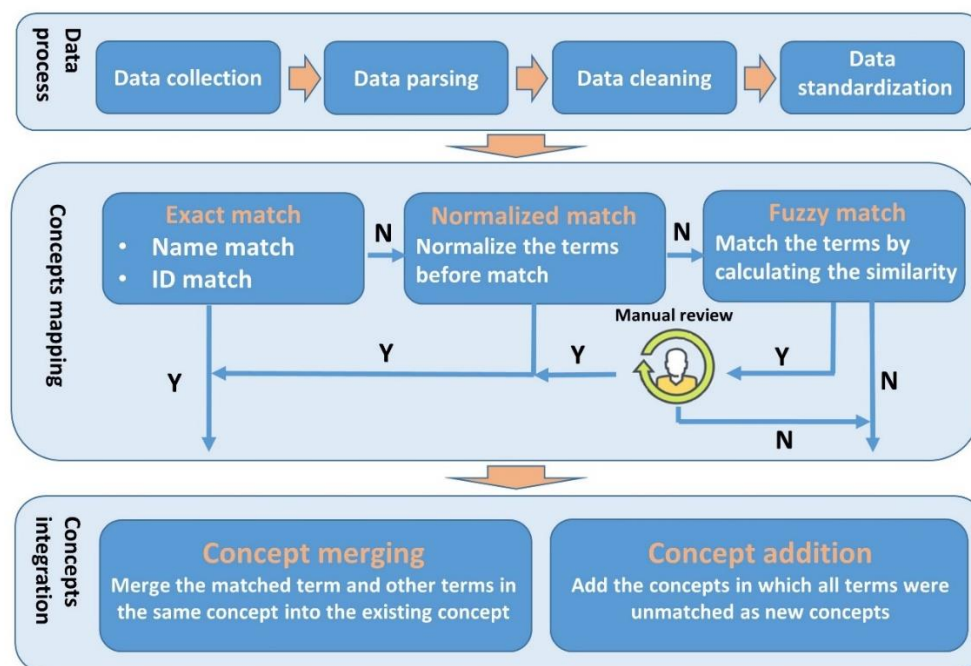 Data
process
Data collection
Data parsing
Data cleaning
Data
standardization
Concepts mapping
Exact match
• Name match
• ID match
N
Normalized match
Normalize the terms
before match
N
Fuzzy match
Match the terms by
calculating the similarity
Manual review
Y
Y
Y
Y
N
N
Concepts
integration
Concept merging
Merge the matched term and other terms in
the same concept into the existing concept
Concept addition
Add the concepts in which all terms were
unmatched as new concepts